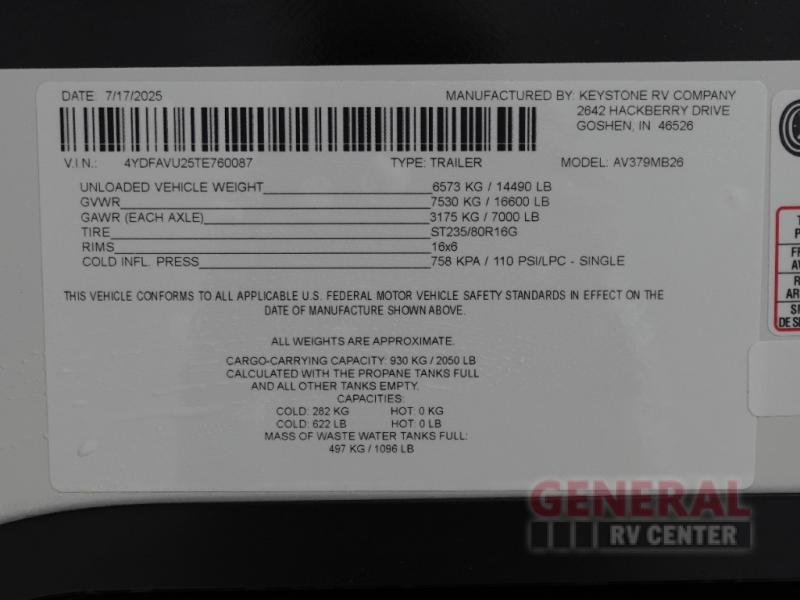 DATE 7/17/2025 MANUFACTURED BY: KEYSTONE RV COMPANY
2642 HACKBERRY DRIVE
GOSHEN, IN 46526
V.I.N.: 4YDFAVU25TE760087 TYPE: TRAILER MODEL: AV379MB26
UNLOADED VEHICLE WEIGHT 6573 KG / 14490 LB
GVWR 7530 KG / 16600 LB
GAWR (EACH AXLE) 3175 KG / 7000 LB
TIRE ST235/80R16G
RIMS 16x6
COLD INFL. PRESS 758 KPA / 110 PSI/LPC - SINGLE
THIS VEHICLE CONFORMS TO ALL APPLICABLE U.S. FEDERAL MOTOR VEHICLE SAFETY STANDARDS IN EFFECT ON THE
DATE OF MANUFACTURE SHOWN ABOVE.
ALL WEIGHTS ARE APPROXIMATE.
CARGO-CARRYING CAPACITY: 930 KG / 2050 LB
CALCULATED WITH THE PROPANE TANKS FULL
AND ALL OTHER TANKS EMPTY.
CAPACITIES:
COLD: 282 KG HOT: 0 KG
COLD: 622 LB HOT: 0 LB
MASS OF WASTE WATER TANKS FULL:
497 KG / 1096 LB
GENERAL
RV CENTER